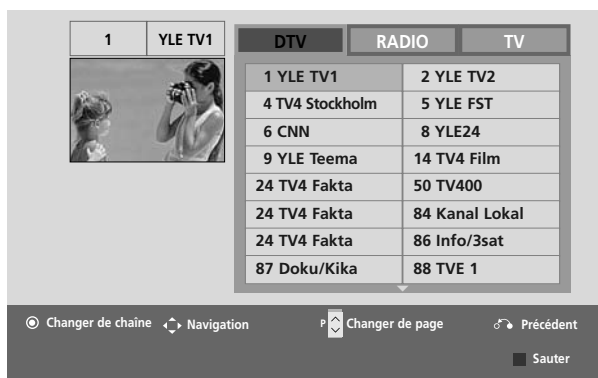 1 YLE TV1
DTV RADIO TV
1 YLE TV1 2 YLE TV2
4 TV4 Stockholm 5 YLE FST
6 CNN 8 YLE24
9 YLE Teema 14 TV4 Film
24 TV4 Fakta 50 TV400
24 TV4 Fakta 84 Kanal Lokal
24 TV4 Fakta 86 Info/3sat
87 Doku/Kika 88 TVE 1
Changer de chaîne Navigation P Changer de page Précédent
Sauter